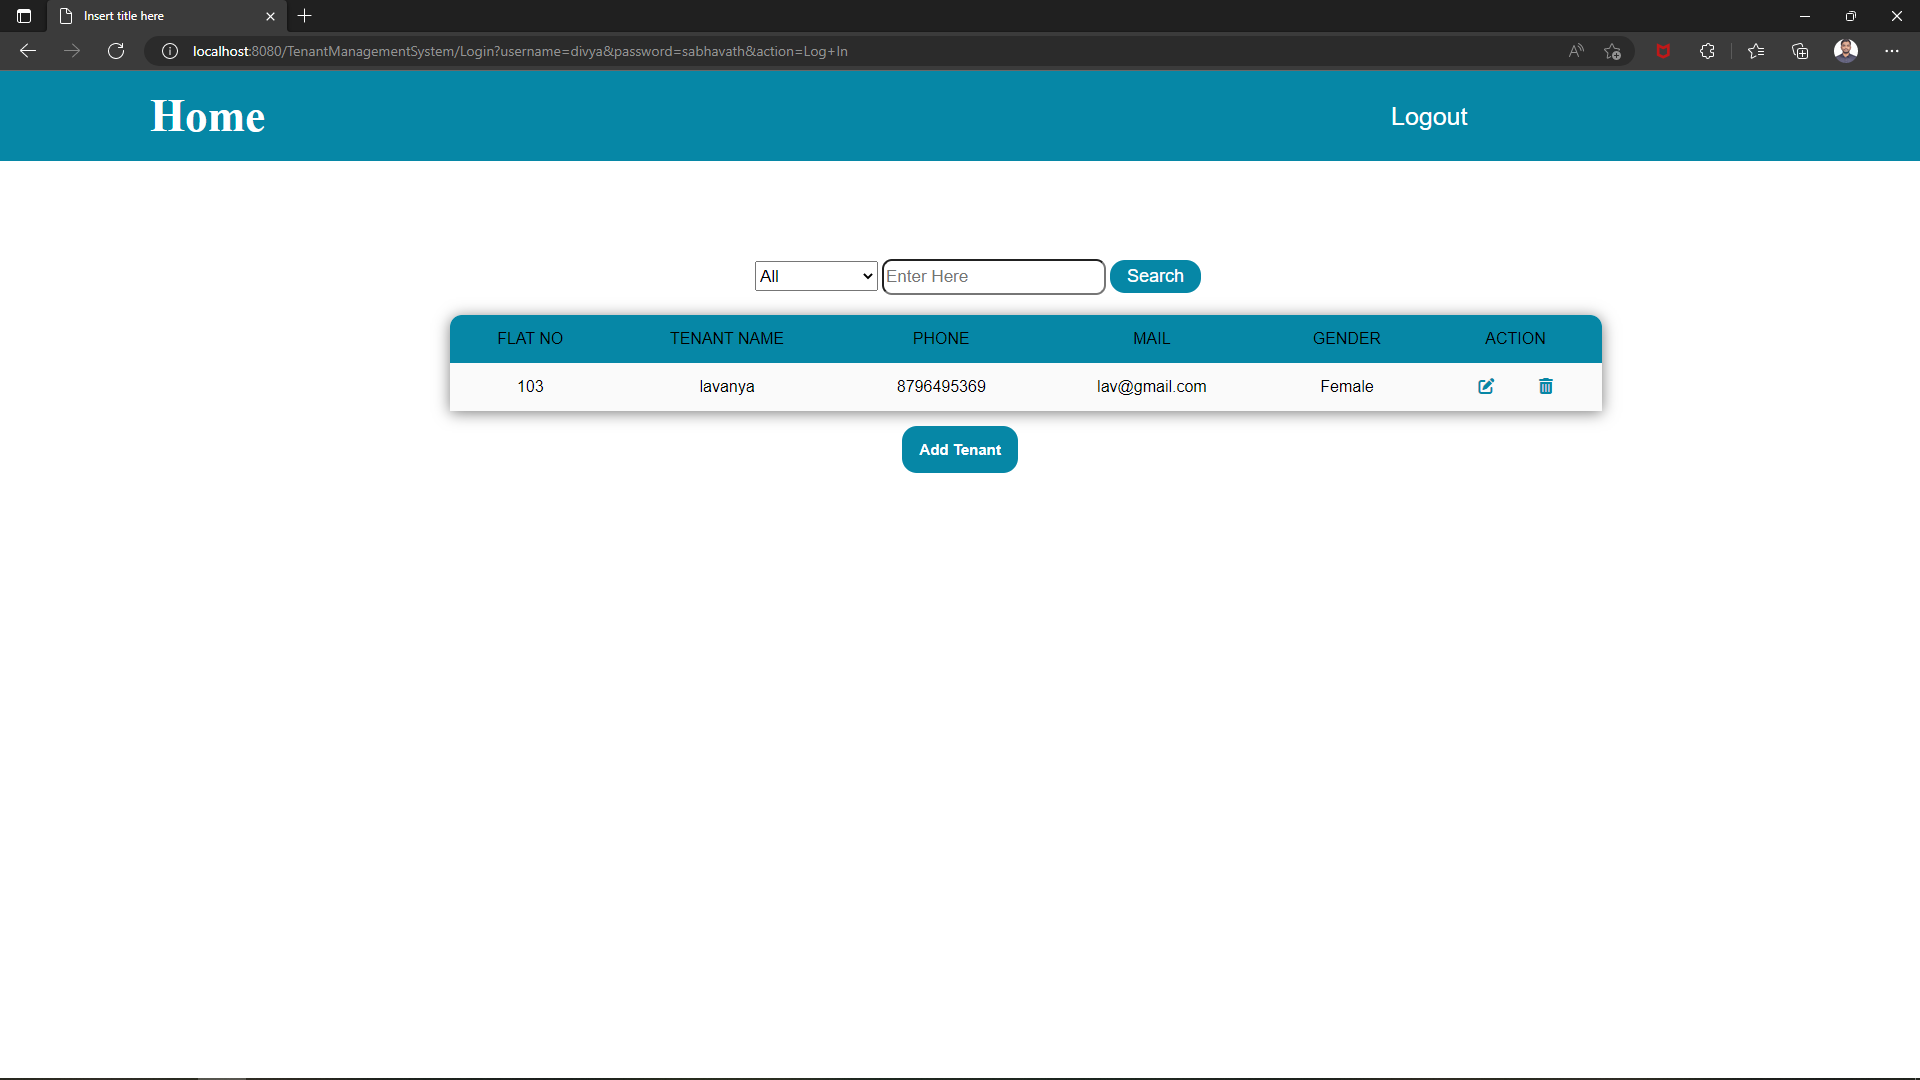 Insert title here
localhost:8080/TenantManagementSystem/Login?username=divya&password=sabhavath&action=Log+In
Home Logout
All Enter Here Search
FLAT NO TENANT NAME PHONE MAIL GENDER ACTION
103 lavanya 8796495369 lav@gmail.com Female
Add Tenant